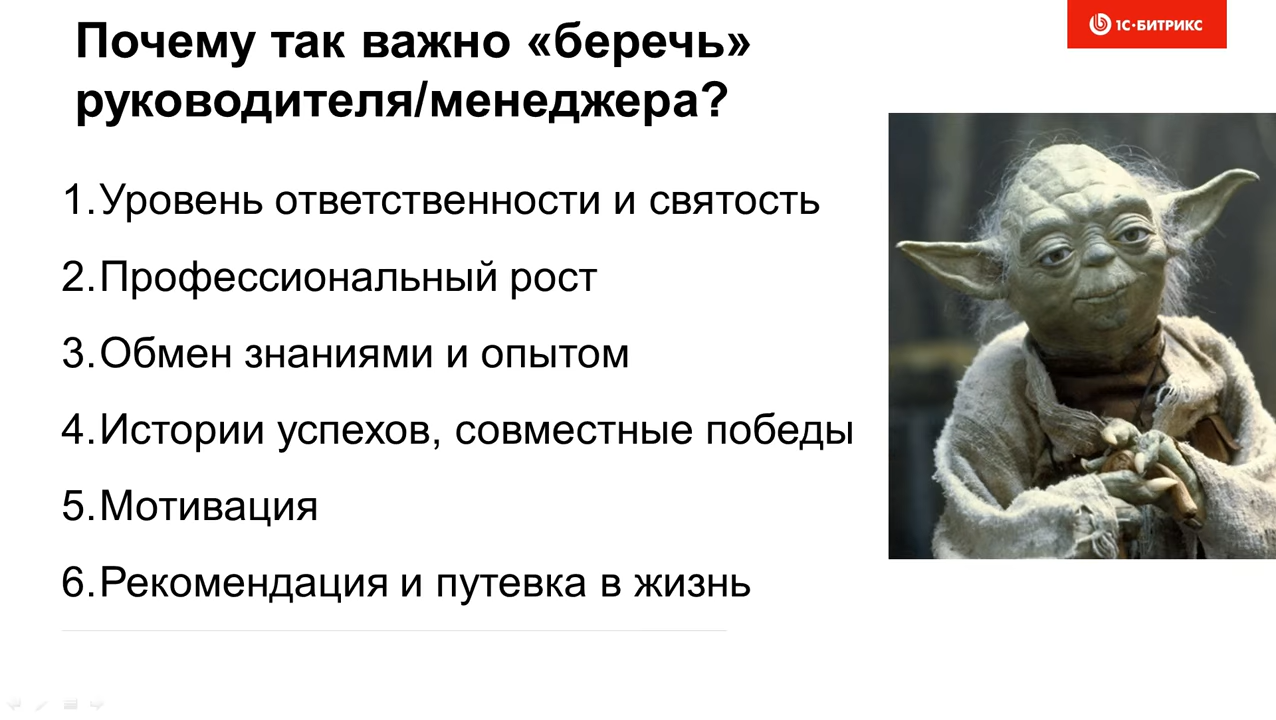 Почему так важно «беречь»
руководителя/менеджера?
1С·БИТРИКС
1.Уровень ответственности и святость
2.Профессиональный рост
3.Обмен знаниями и опытом
4.Истории успехов, совместные победы
5.Мотивация
6.Рекомендация и путевка в жизнь